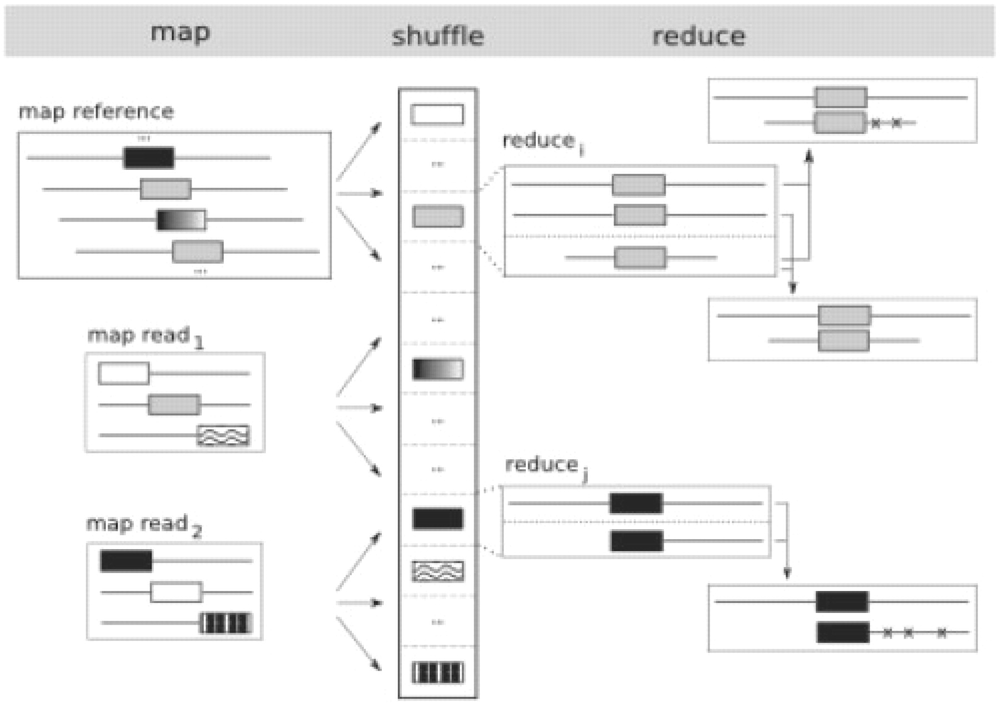 map shuffle reduce
map reference
...
...
map read 1
map read 2
...
...
...
...
...
...
reduce i
reduce j
x x
x x x